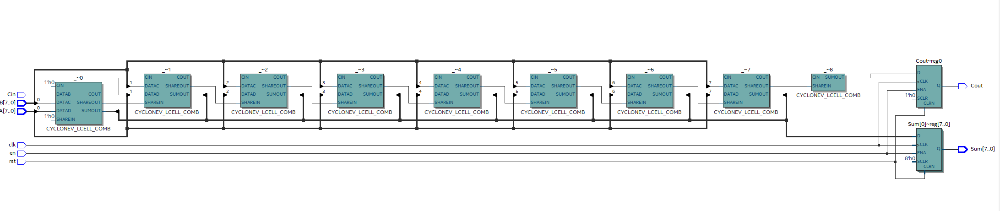 Cin
B[7..0]
A[7..0]
clk
en
rst
0
0
_~0
1'h0
CIN
DATAB
DATAC
DATAD
1'h0
SHAREIN
COUT
SHAREOUT
SUMOUT
CYCLONEV_LCELL_COMB
_~1
1
1
CIN
DATAC
DATAD
SHAREIN
COUT
SHAREOUT
SUMOUT
CYCLONEV_LCELL_COMB
_~2
2
2
CIN
DATAC
DATAD
SHAREIN
COUT
SHAREOUT
SUMOUT
CYCLONEV_LCELL_COMB
_~3
3
3
CIN
DATAC
DATAD
SHAREIN
COUT
SHAREOUT
SUMOUT
CYCLONEV_LCELL_COMB
_~4
4
4
CIN
DATAC
DATAD
SHAREIN
COUT
SHAREOUT
SUMOUT
CYCLONEV_LCELL_COMB
_~5
5
5
CIN
DATAC
DATAD
SHAREIN
COUT
SHAREOUT
SUMOUT
CYCLONEV_LCELL_COMB
_~6
6
6
CIN
DATAC
DATAD
SHAREIN
COUT
SHAREOUT
SUMOUT
CYCLONEV_LCELL_COMB
_~7
7
7
CIN
DATAC
DATAD
SHAREIN
COUT
SHAREOUT
SUMOUT
CYCLONEV_LCELL_COMB
_~8
CIN
SHAREIN
SUMOUT
CYCLONEV_LCELL_COMB
Cout~reg0
D
CLK
ENA
1'h0
SCLR
CLRN
Q
Cout
Sum[0]~reg[7..0]
D
CLK
ENA
8'h0
SCLR
CLRN
Q
Sum[7..0]